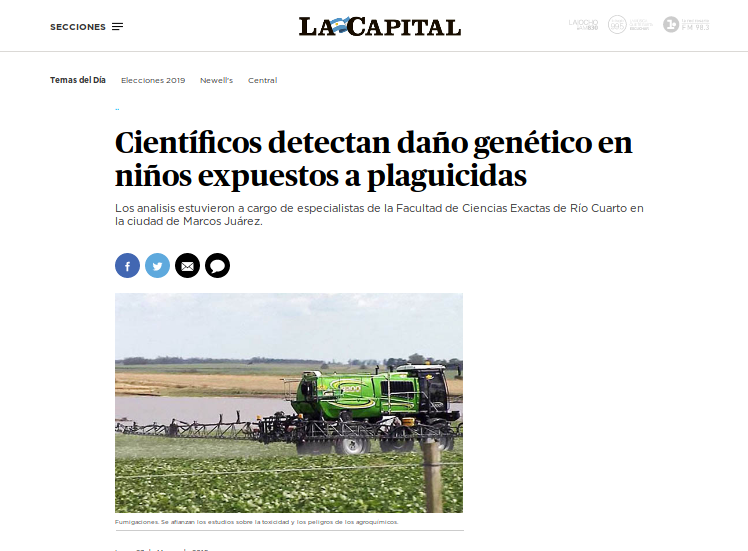 SECCIONES
LA CAPITAL
Temas del Día Elecciones 2019 Newell's Central
..
Científicos detectan daño genético en
niños expuestos a plaguicidas
Los analisis estuvieron a cargo de especialistas de la Facultad de Ciencias Exactas de Río Cuarto en
la ciudad de Marcos Juárez.
Fumigaciones. Se afianzan los estudios sobre la toxicidad y los peligros de los agroquímicos.